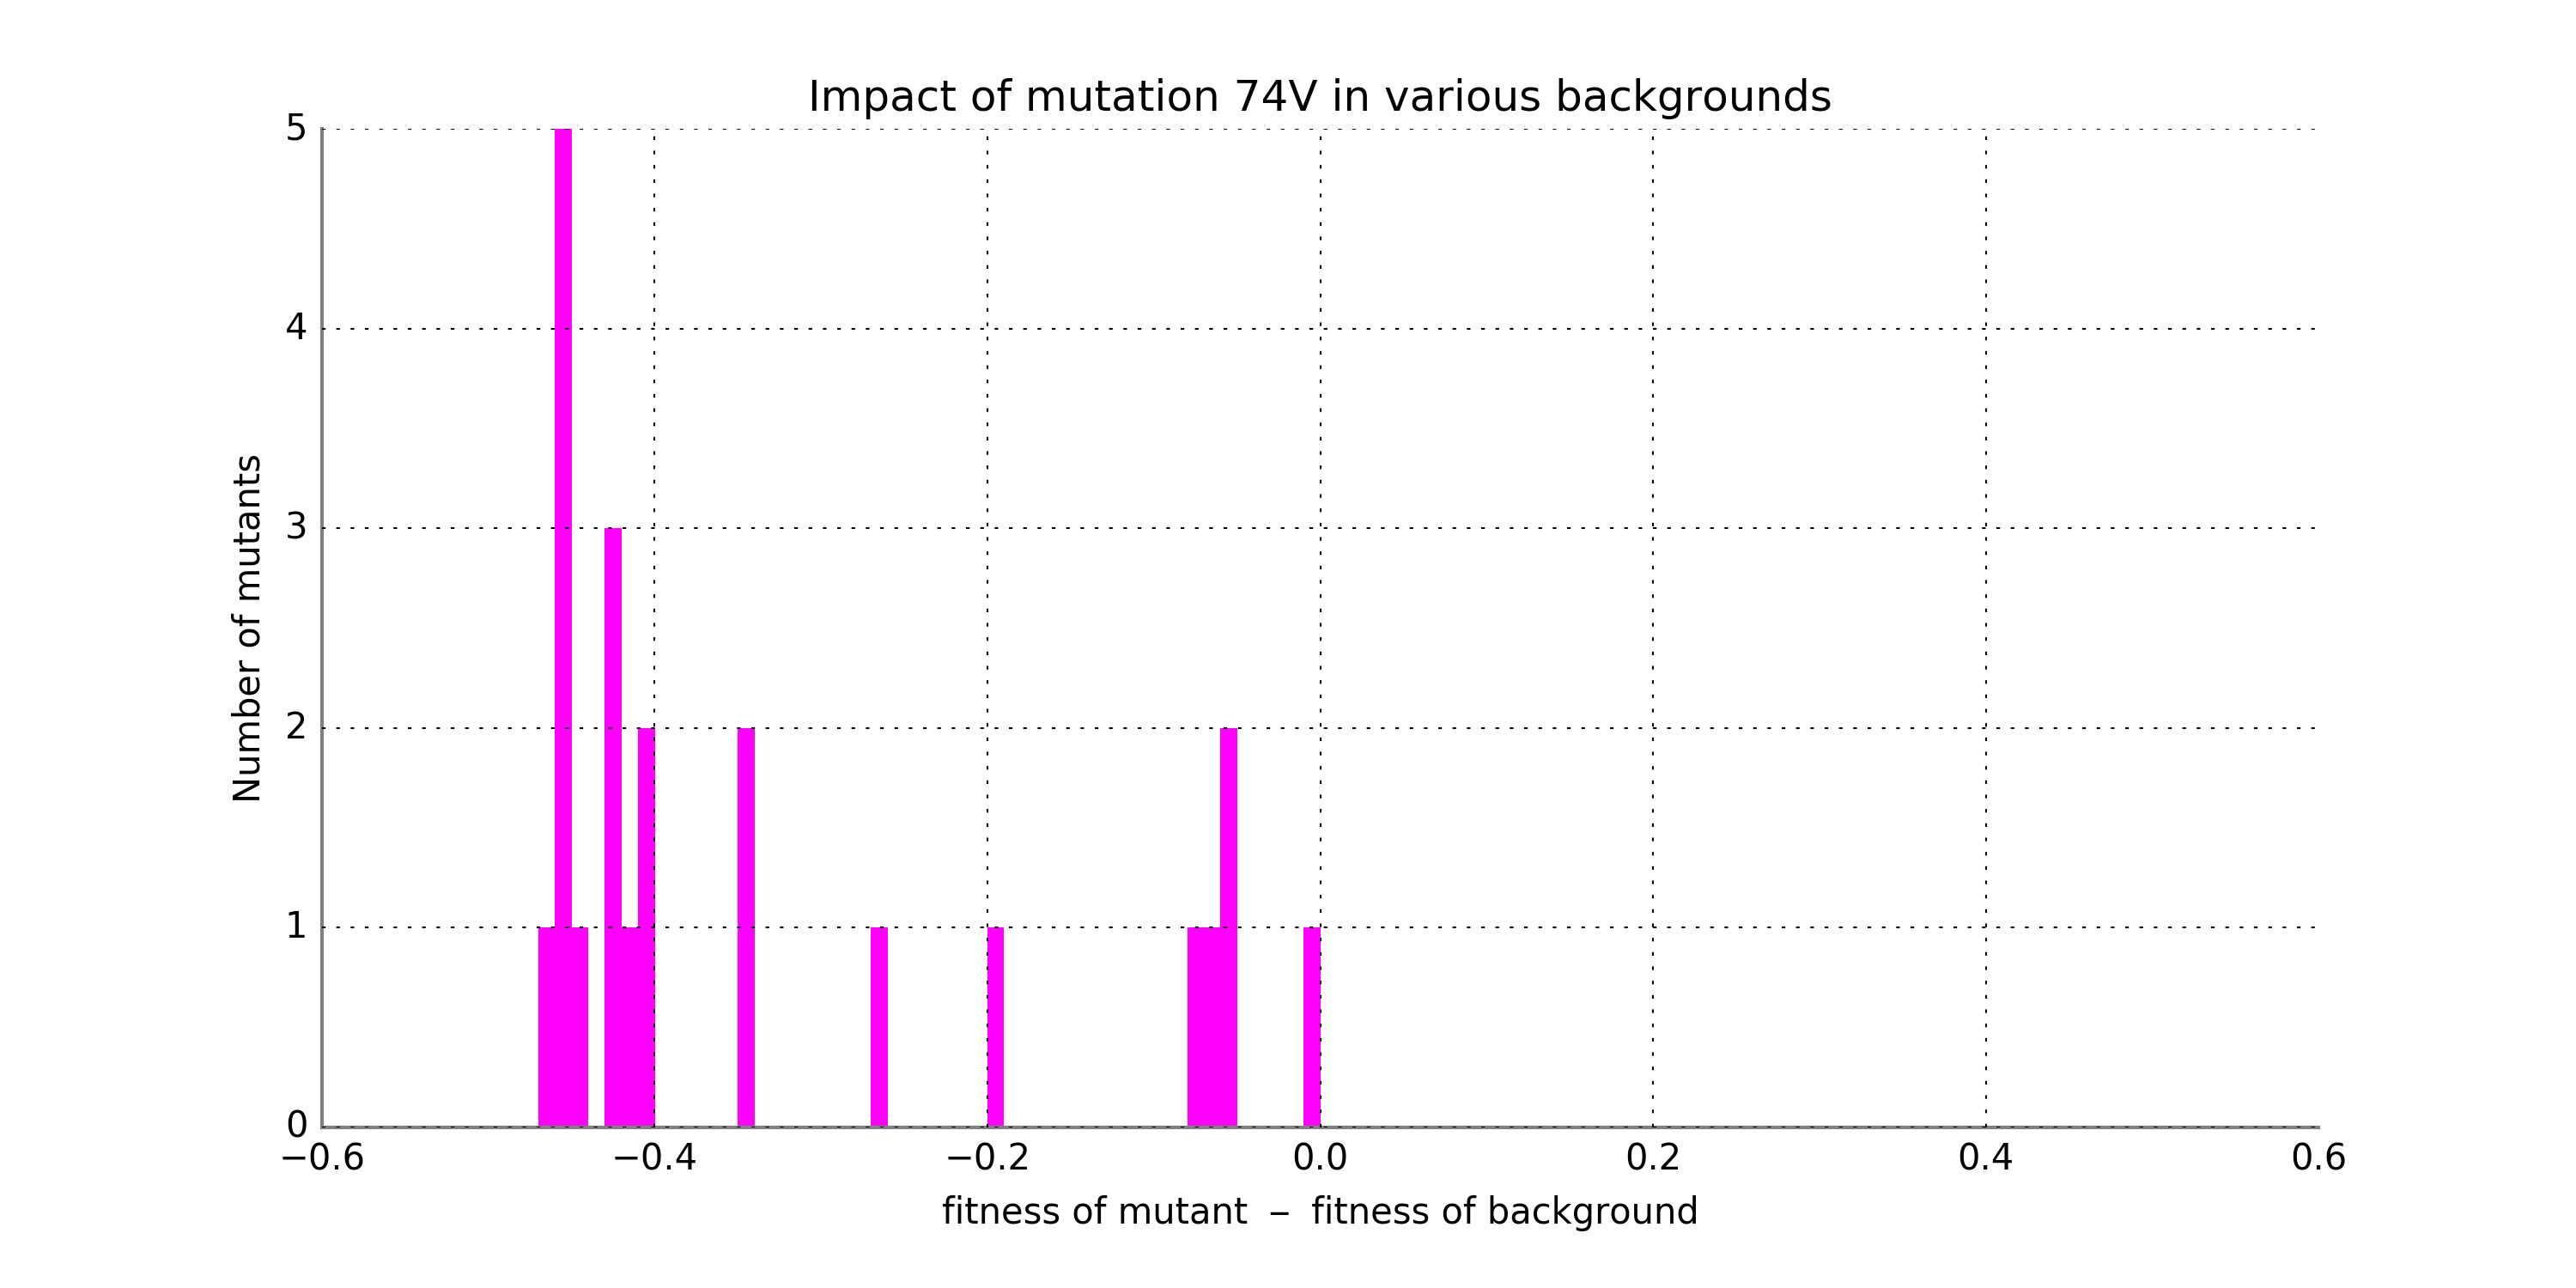 Impact of mutation 74V in various backgrounds
5
4
3
2
1
0
Number of mutants
−0.6 −0.4 −0.2 0.0 0.2 0.4 0.6
fitness of mutant − fitness of background